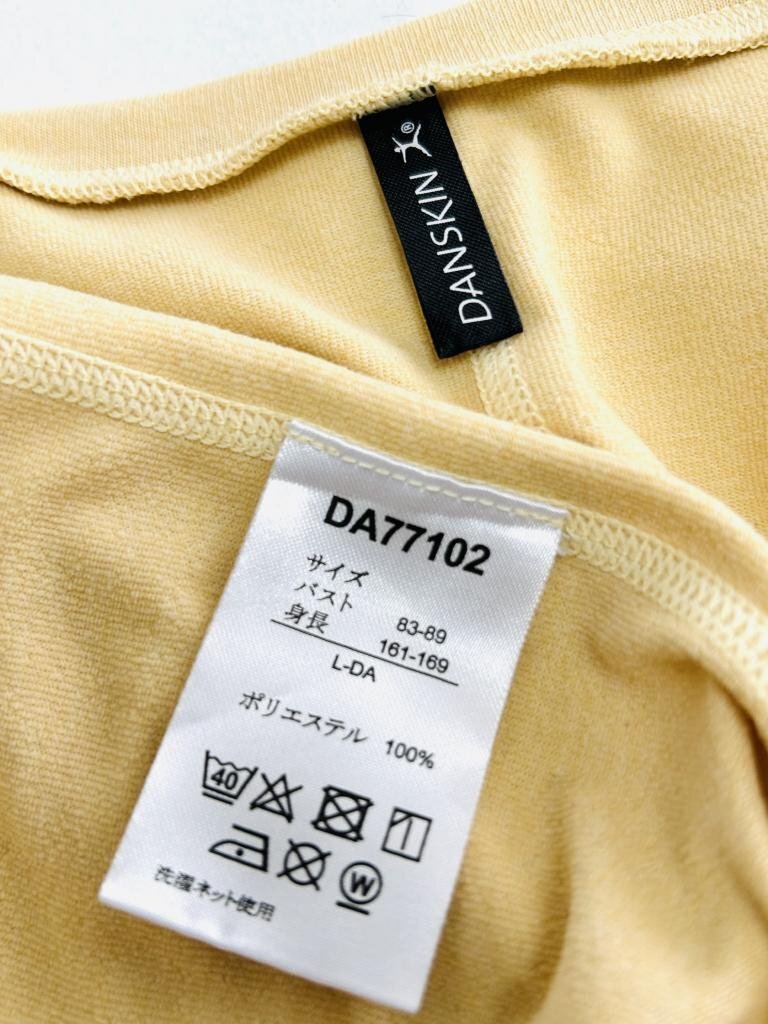 DANSKIN ®
DA77102
サイズ
バスト 83-89
身長 161-169
L-DA
ポリエステル 100%
40
W
洗濯ネット使用